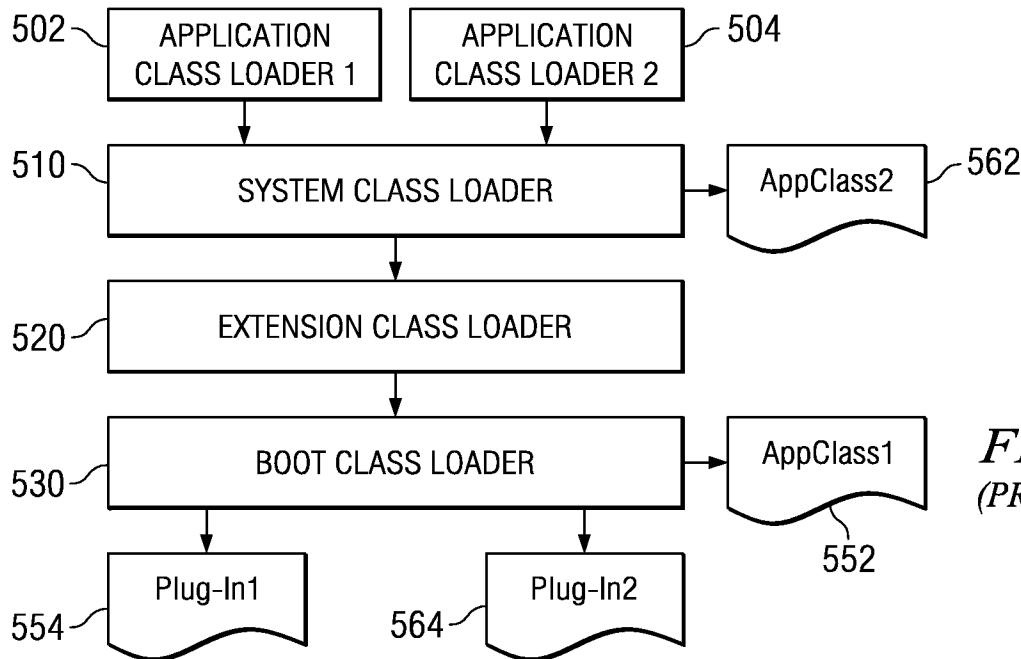 502
APPLICATION
CLASS LOADER 1
APPLICATION
CLASS LOADER 2
504
510
SYSTEM CLASS LOADER
AppClass2
562
520
EXTENSION CLASS LOADER
530
BOOT CLASS LOADER
AppClass1
552
554
Plug-In1
564
Plug-In2